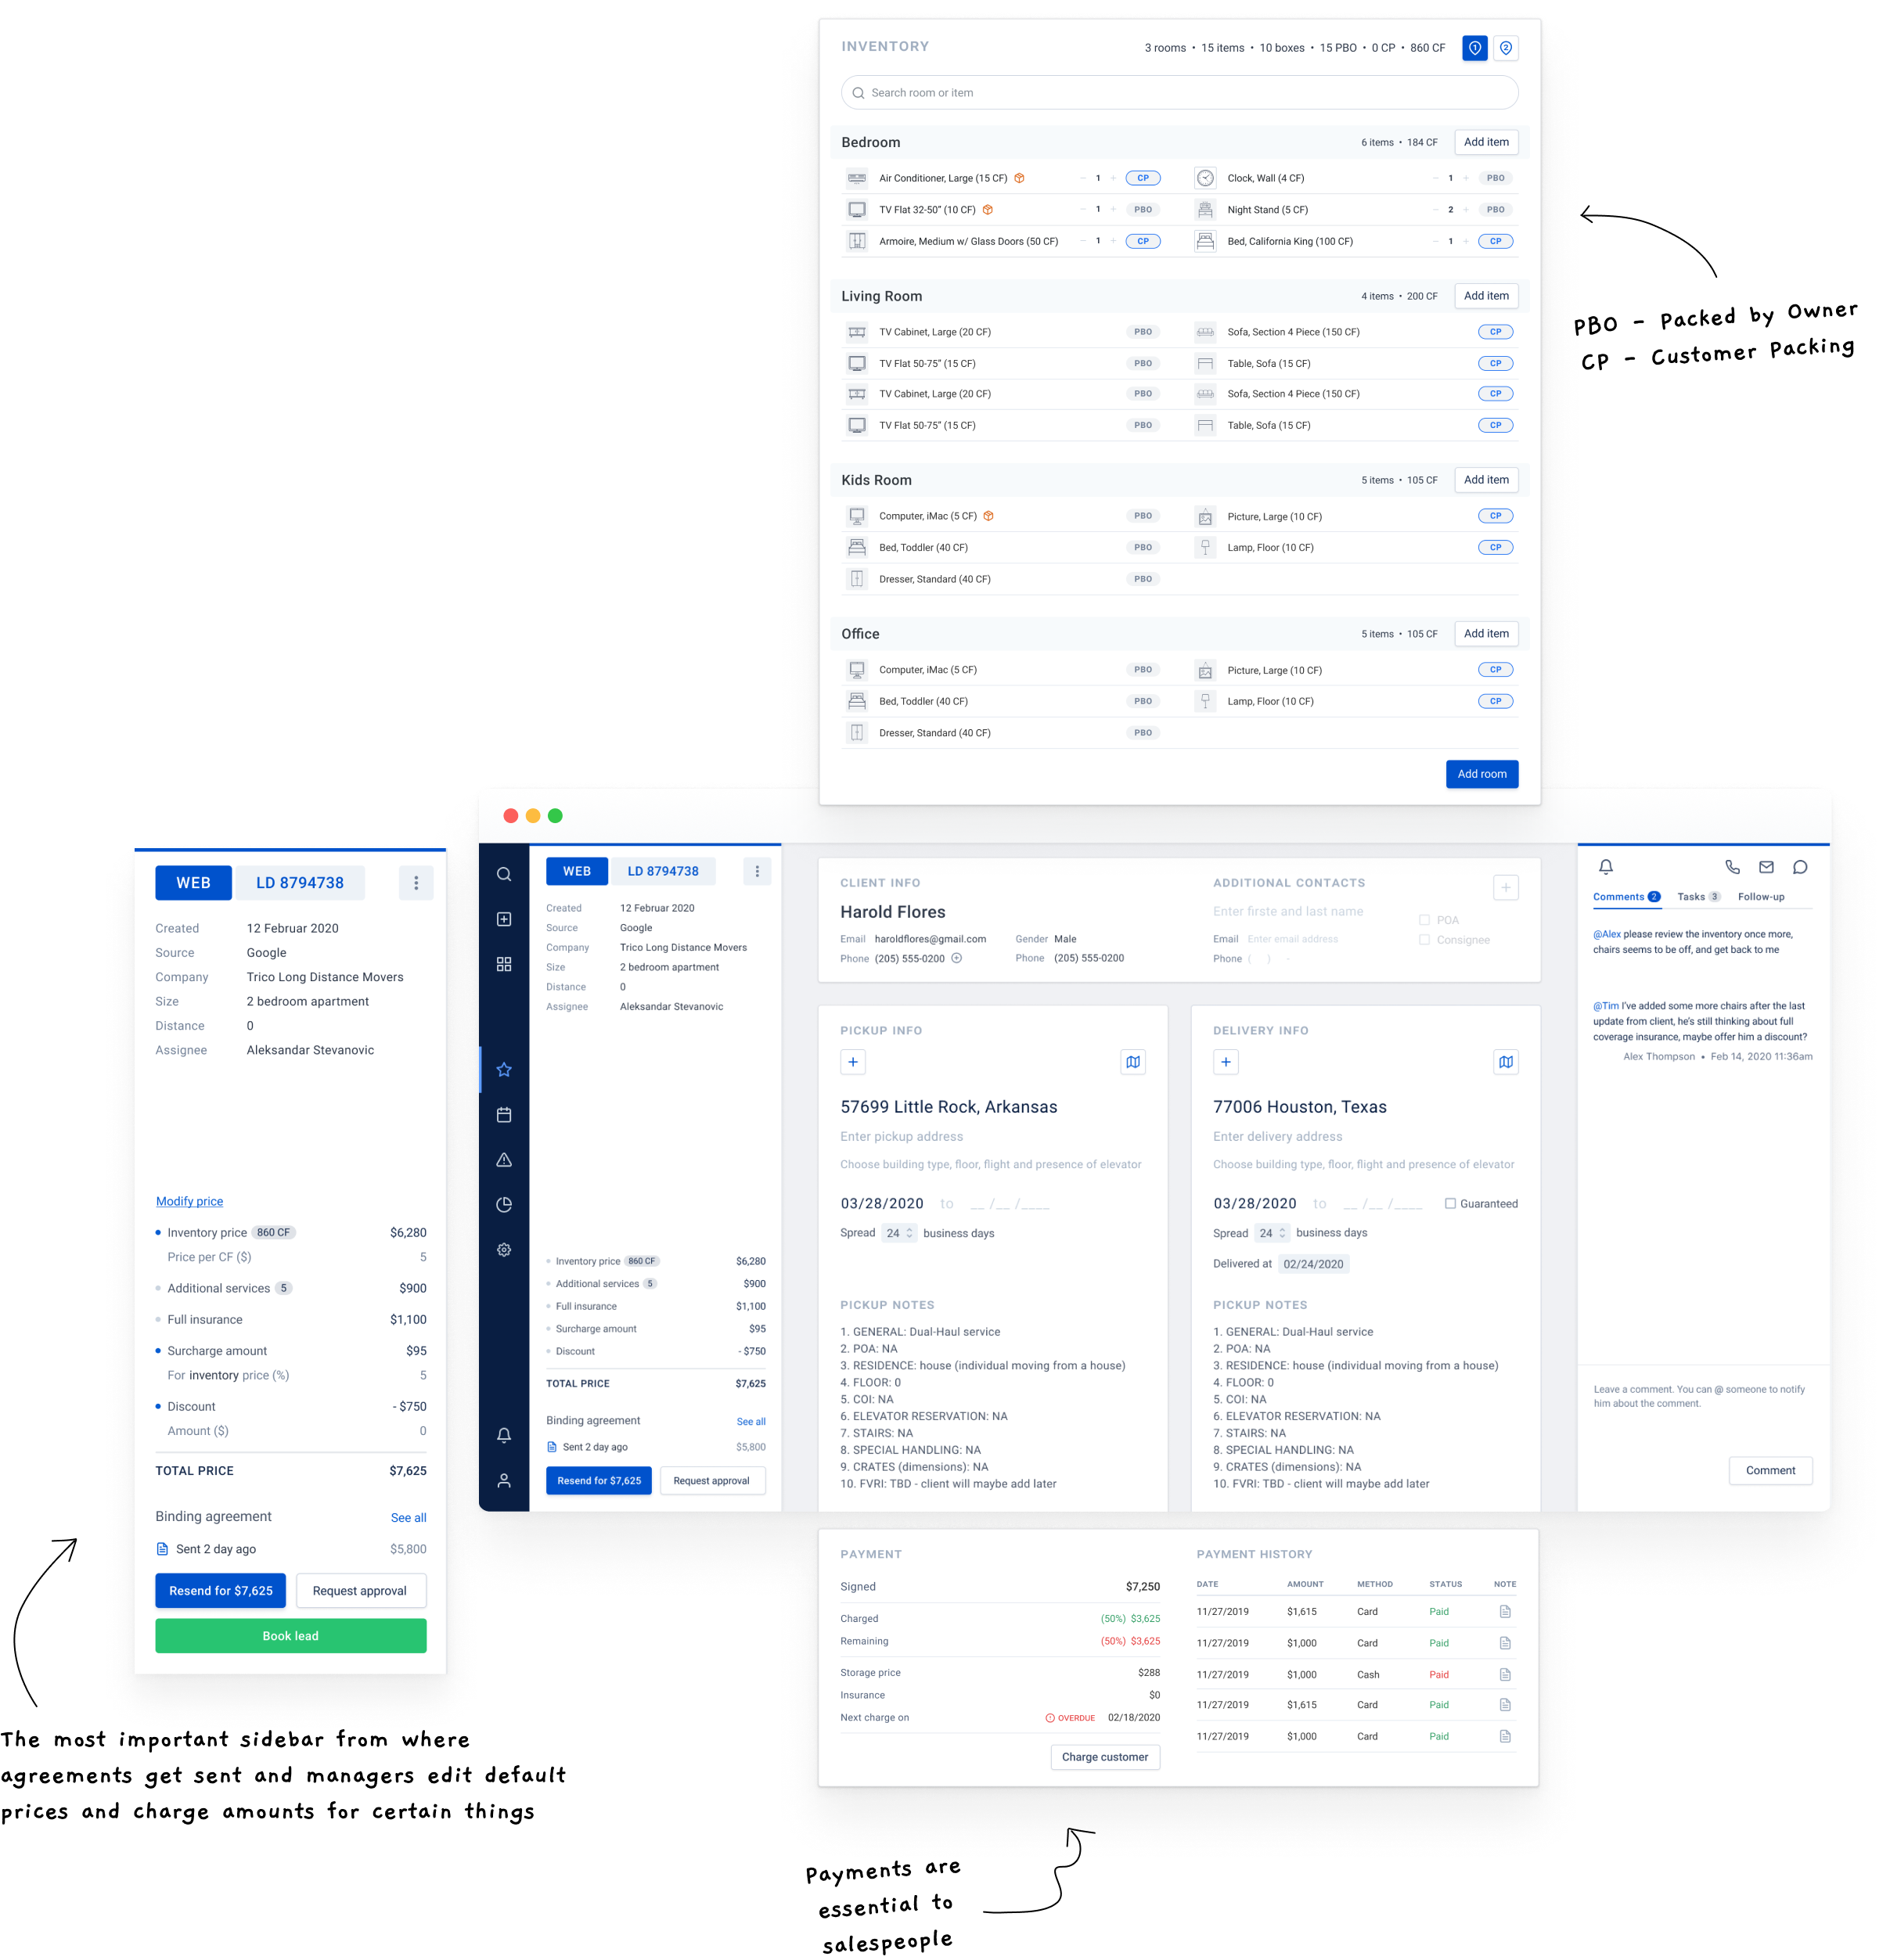 INVENTORY
3 rooms • 15 items • 10 boxes • 15 PBO • 0 CP • 860 CF
1
2
Search room or item
Bedroom
6 items • 184 CF
Add item
Air Conditioner, Large (15 CF) − 1 + CP
Clock, Wall (4 CF) − 1 + PBO
TV Flat 32-50” (10 CF) − 1 + PBO
Night Stand (5 CF) − 2 + PBO
Armoire, Medium w/ Glass Doors (50 CF) − 1 + CP
Bed, California King (100 CF) − 1 + CP
Living Room
4 items • 200 CF
Add item
TV Cabinet, Large (20 CF) PBO
Sofa, Section 4 Piece (150 CF) CP
TV Flat 50-75” (15 CF) PBO
Table, Sofa (15 CF) CP
TV Cabinet, Large (20 CF) PBO
Sofa, Section 4 Piece (150 CF) CP
TV Flat 50-75” (15 CF) PBO
Table, Sofa (15 CF) CP
Kids Room
5 items • 105 CF
Add item
Computer, iMac (5 CF) PBO
Picture, Large (10 CF) CP
Bed, Toddler (40 CF) PBO
Lamp, Floor (10 CF) CP
Dresser, Standard (40 CF) PBO
Office
5 items • 105 CF
Add item
Computer, iMac (5 CF) PBO
Picture, Large (10 CF) CP
Bed, Toddler (40 CF) PBO
Lamp, Floor (10 CF) CP
Dresser, Standard (40 CF) PBO
Add room
PBO - Packed by Owner
CP - Customer Packing
WEB LD 8794738
Created 12 Februar 2020
Source Google
Company Trico Long Distance Movers
Size 2 bedroom apartment
Distance 0
Assignee Aleksandar Stevanovic
Modify price
Inventory price 860 CF $6,280
Price per CF ($) 5
Additional services 5 $900
Full insurance $1,100
Surcharge amount $95
For inventory price (%) 5
Discount - $750
Amount ($) 0
TOTAL PRICE $7,625
Binding agreement See all
Sent 2 day ago $5,800
Resend for $7,625
Request approval
Book lead
The most important sidebar from where
agreements get sent and managers edit default
prices and charge amounts for certain things
WEB LD 8794738
Created 12 Februar 2020
Source Google
Company Trico Long Distance Movers
Size 2 bedroom apartment
Distance 0
Assignee Aleksandar Stevanovic
Inventory price 860 CF $6,280
Additional services 5 $900
Full insurance $1,100
Surcharge amount $95
Discount - $750
TOTAL PRICE $7,625
Binding agreement See all
Sent 2 day ago $5,800
Resend for $7,625
Request approval
CLIENT INFO
Harold Flores
Email haroldflores@gmail.com
Gender Male
Phone (205) 555-0200
Phone (205) 555-0200
ADDITIONAL CONTACTS
Enter firste and last name
POA
Email Enter email address
Consignee
Phone ( ) -
PICKUP INFO
57699 Little Rock, Arkansas
Enter pickup address
Choose building type, floor, flight and presence of elevator
03/28/2020 to __ /__ /____
Spread 24 business days
PICKUP NOTES
1. GENERAL: Dual-Haul service
2. POA: NA
3. RESIDENCE: house (individual moving from a house)
4. FLOOR: 0
5. COI: NA
6. ELEVATOR RESERVATION: NA
7. STAIRS: NA
8. SPECIAL HANDLING: NA
9. CRATES (dimensions): NA
10. FVRI: TBD - client will maybe add later
DELIVERY INFO
77006 Houston, Texas
Enter delivery address
Choose building type, floor, flight and presence of elevator
03/28/2020 to __ /__ /____ Guaranteed
Spread 24 business days
Delivered at 02/24/2020
PICKUP NOTES
1. GENERAL: Dual-Haul service
2. POA: NA
3. RESIDENCE: house (individual moving from a house)
4. FLOOR: 0
5. COI: NA
6. ELEVATOR RESERVATION: NA
7. STAIRS: NA
8. SPECIAL HANDLING: NA
9. CRATES (dimensions): NA
10. FVRI: TBD - client will maybe add later
Comments 2 Tasks 3 Follow-up
@Alex please review the inventory once more,
chairs seems to be off, and get back to me
@Tim I’ve added some more chairs after the last
update from client, he’s still thinking about full
coverage insurance, maybe offer him a discount?
Alex Thompson • Feb 14, 2020 11:36am
Leave a comment. You can @ someone to notify
him about the comment.
Comment
PAYMENT
Signed $7,250
Charged (50%) $3,625
Remaining (50%) $3,625
Storage price $288
Insurance $0
Next charge on OVERDUE 02/18/2020
Charge customer
PAYMENT HISTORY
DATE AMOUNT METHOD STATUS NOTE
11/27/2019 $1,615 Card Paid
11/27/2019 $1,000 Card Paid
11/27/2019 $1,000 Cash Paid
11/27/2019 $1,615 Card Paid
11/27/2019 $1,000 Card Paid
Payments are
essential to
salespeople